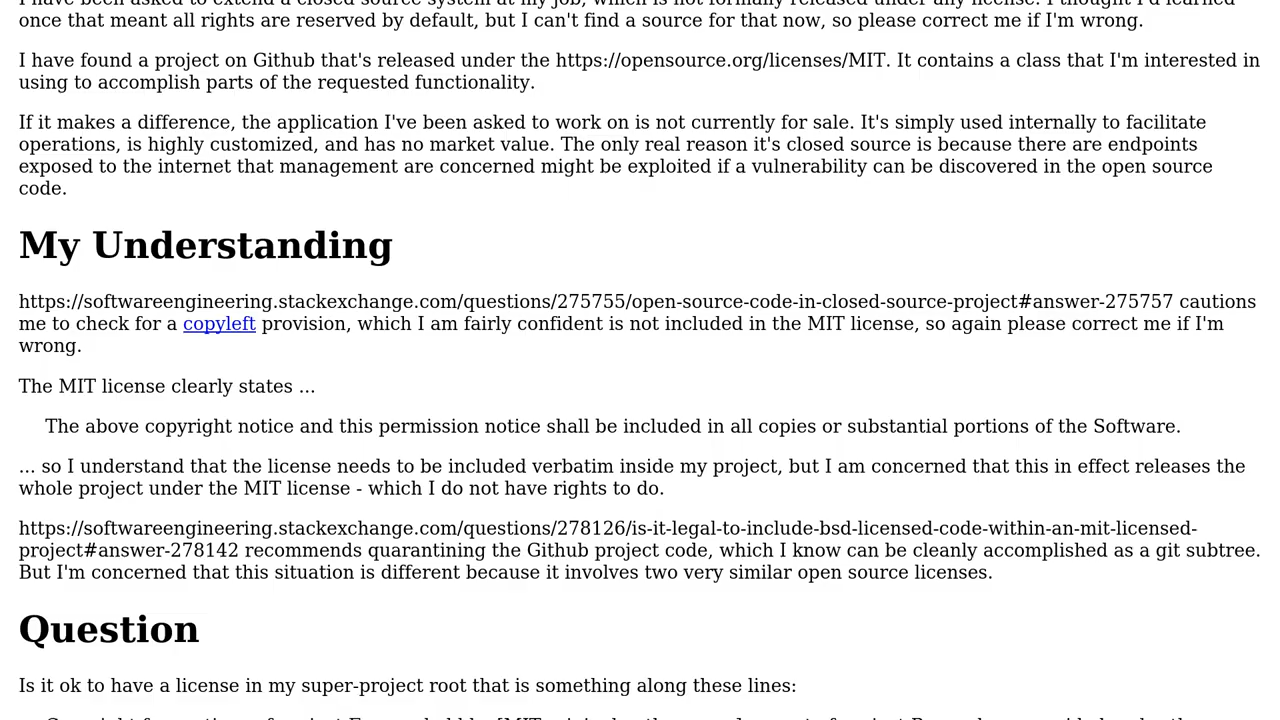 once that meant all rights are reserved by default, but I can't find a source for that now, so please correct me if I'm wrong.
I have found a project on Github that's released under the https://opensource.org/licenses/MIT. It contains a class that I'm interested in
using to accomplish parts of the requested functionality.
If it makes a difference, the application I've been asked to work on is not currently for sale. It's simply used internally to facilitate
operations, is highly customized, and has no market value. The only real reason it's closed source is because there are endpoints
exposed to the internet that management are concerned might be exploited if a vulnerability can be discovered in the open source
code.
My Understanding
https://softwareengineering.stackexchange.com/questions/275755/open-source-code-in-closed-source-project#answer-275757 cautions
me to check for a copyleft provision, which I am fairly confident is not included in the MIT license, so again please correct me if I'm
wrong.
The MIT license clearly states ...
The above copyright notice and this permission notice shall be included in all copies or substantial portions of the Software.
... so I understand that the license needs to be included verbatim inside my project, but I am concerned that this in effect releases the
whole project under the MIT license - which I do not have rights to do.
https://softwareengineering.stackexchange.com/questions/278126/is-it-legal-to-include-bsd-licensed-code-within-an-mit-licensed-
project#answer-278142 recommends quarantining the Github project code, which I know can be cleanly accomplished as a git subtree.
But I'm concerned that this situation is different because it involves two very similar open source licenses.
Question
Is it ok to have a license in my super-project root that is something along these lines: